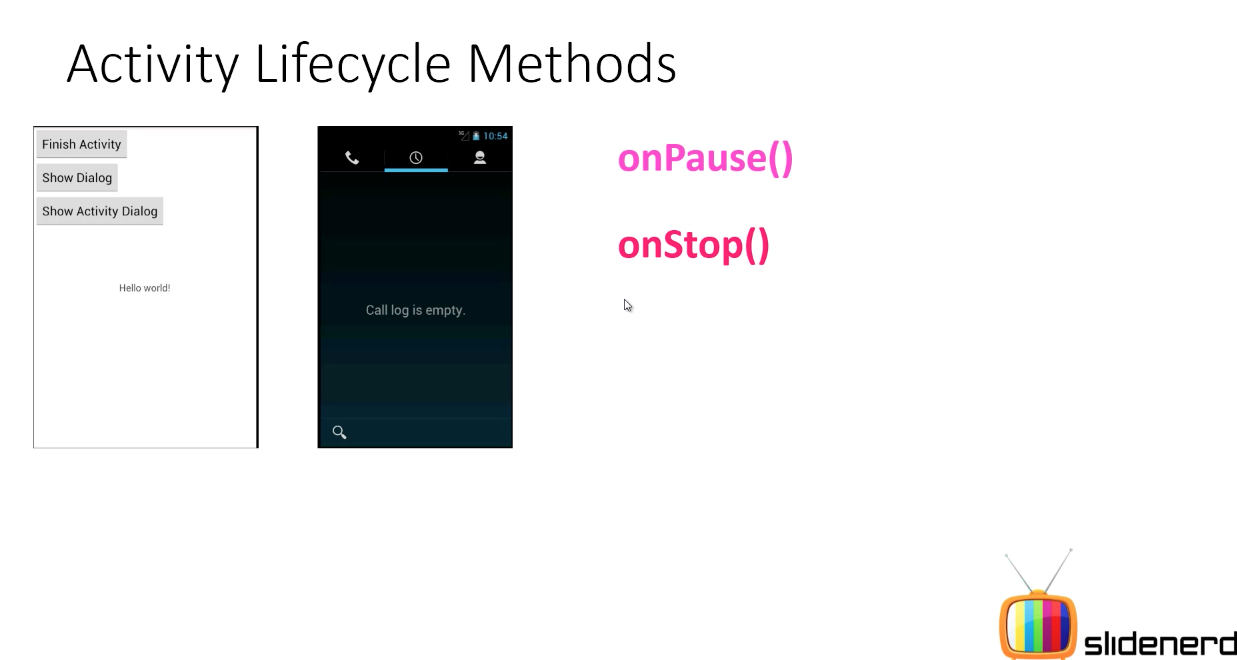 Activity Lifecycle Methods
Finish Activity
Show Dialog
Show Activity Dialog
Hello world!
3G 10:54
Call log is empty.
onPause()
onStop()
slidenerd